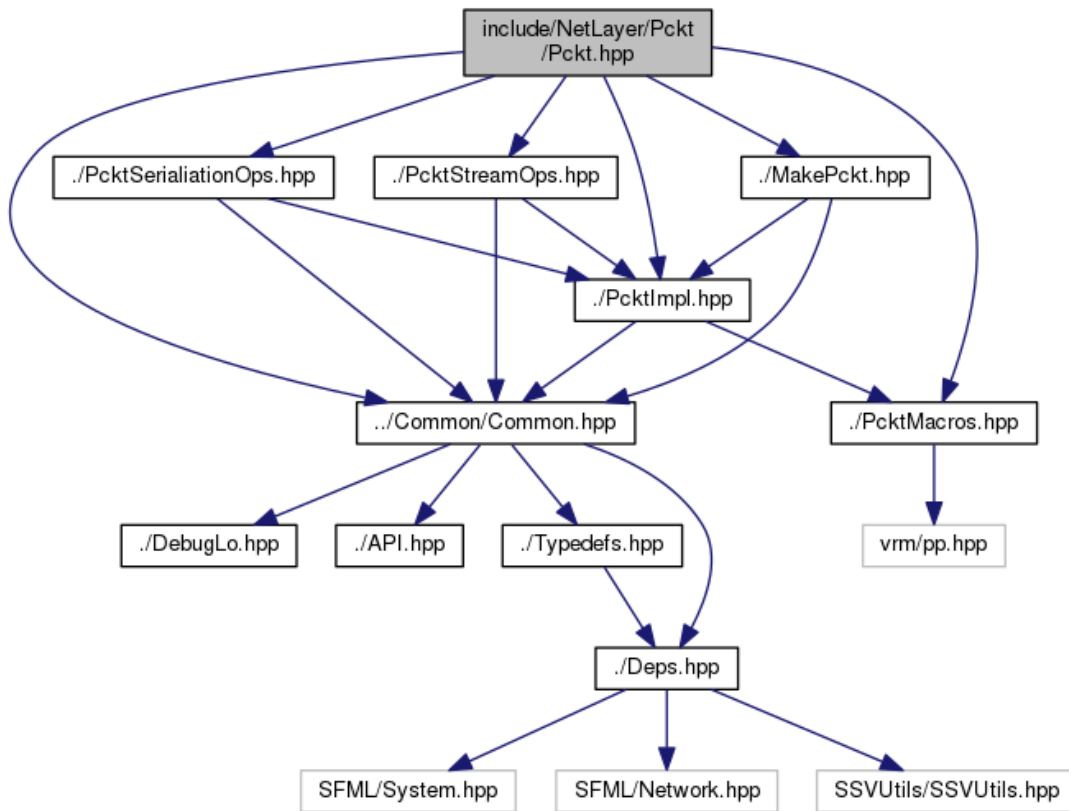 include/NetLayer/Pckt
/Pckt.hpp
./PcktSerialiationOps.hpp
./PcktStreamOps.hpp
./MakePckt.hpp
./PcktImpl.hpp
../Common/Common.hpp
./PcktMacros.hpp
./DebugLo.hpp
./API.hpp
./Typedefs.hpp
vrm/pp.hpp
./Deps.hpp
SFML/System.hpp
SFML/Network.hpp
SSVUtils/SSVUtils.hpp